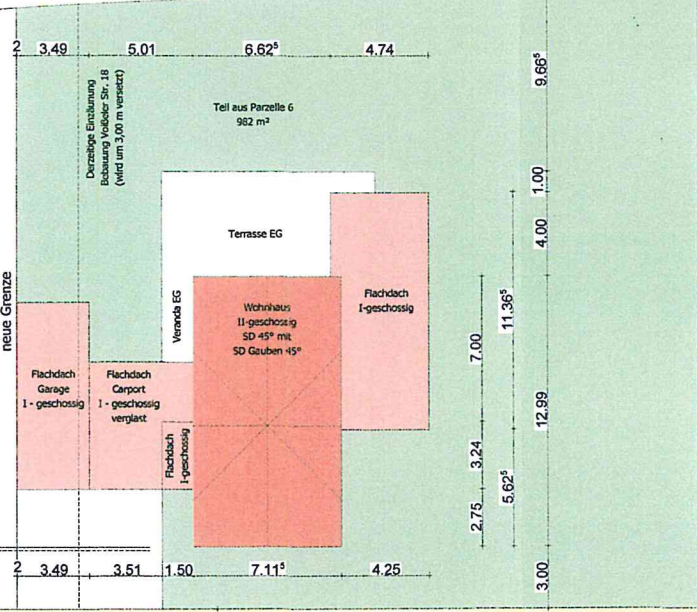 2
3.49
5.01
6.62⁵
4.74
Derzeitige Einzäunung
Bobauung Voißeler Str. 18
(wird um 3,00 m versetzt)
Teil aus Parzelle 6
982 m²
9.66⁵
1.00
4.00
12.99
3.00
neue Grenze
Terrasse EG
Veranda EG
Wohnhaus
II-geschossig
SD 45° mit
SD Gauben 45°
Flachdach
I-geschossig
Flachdach
Garage
I - geschossig
Flachdach
Carport
I - geschossig
verglast
Flachdach
I-geschossig
7.00
3.24
2.75
11.36⁵
5.62⁵
2
3.49
3.51
1.50
7.11⁵
4.25